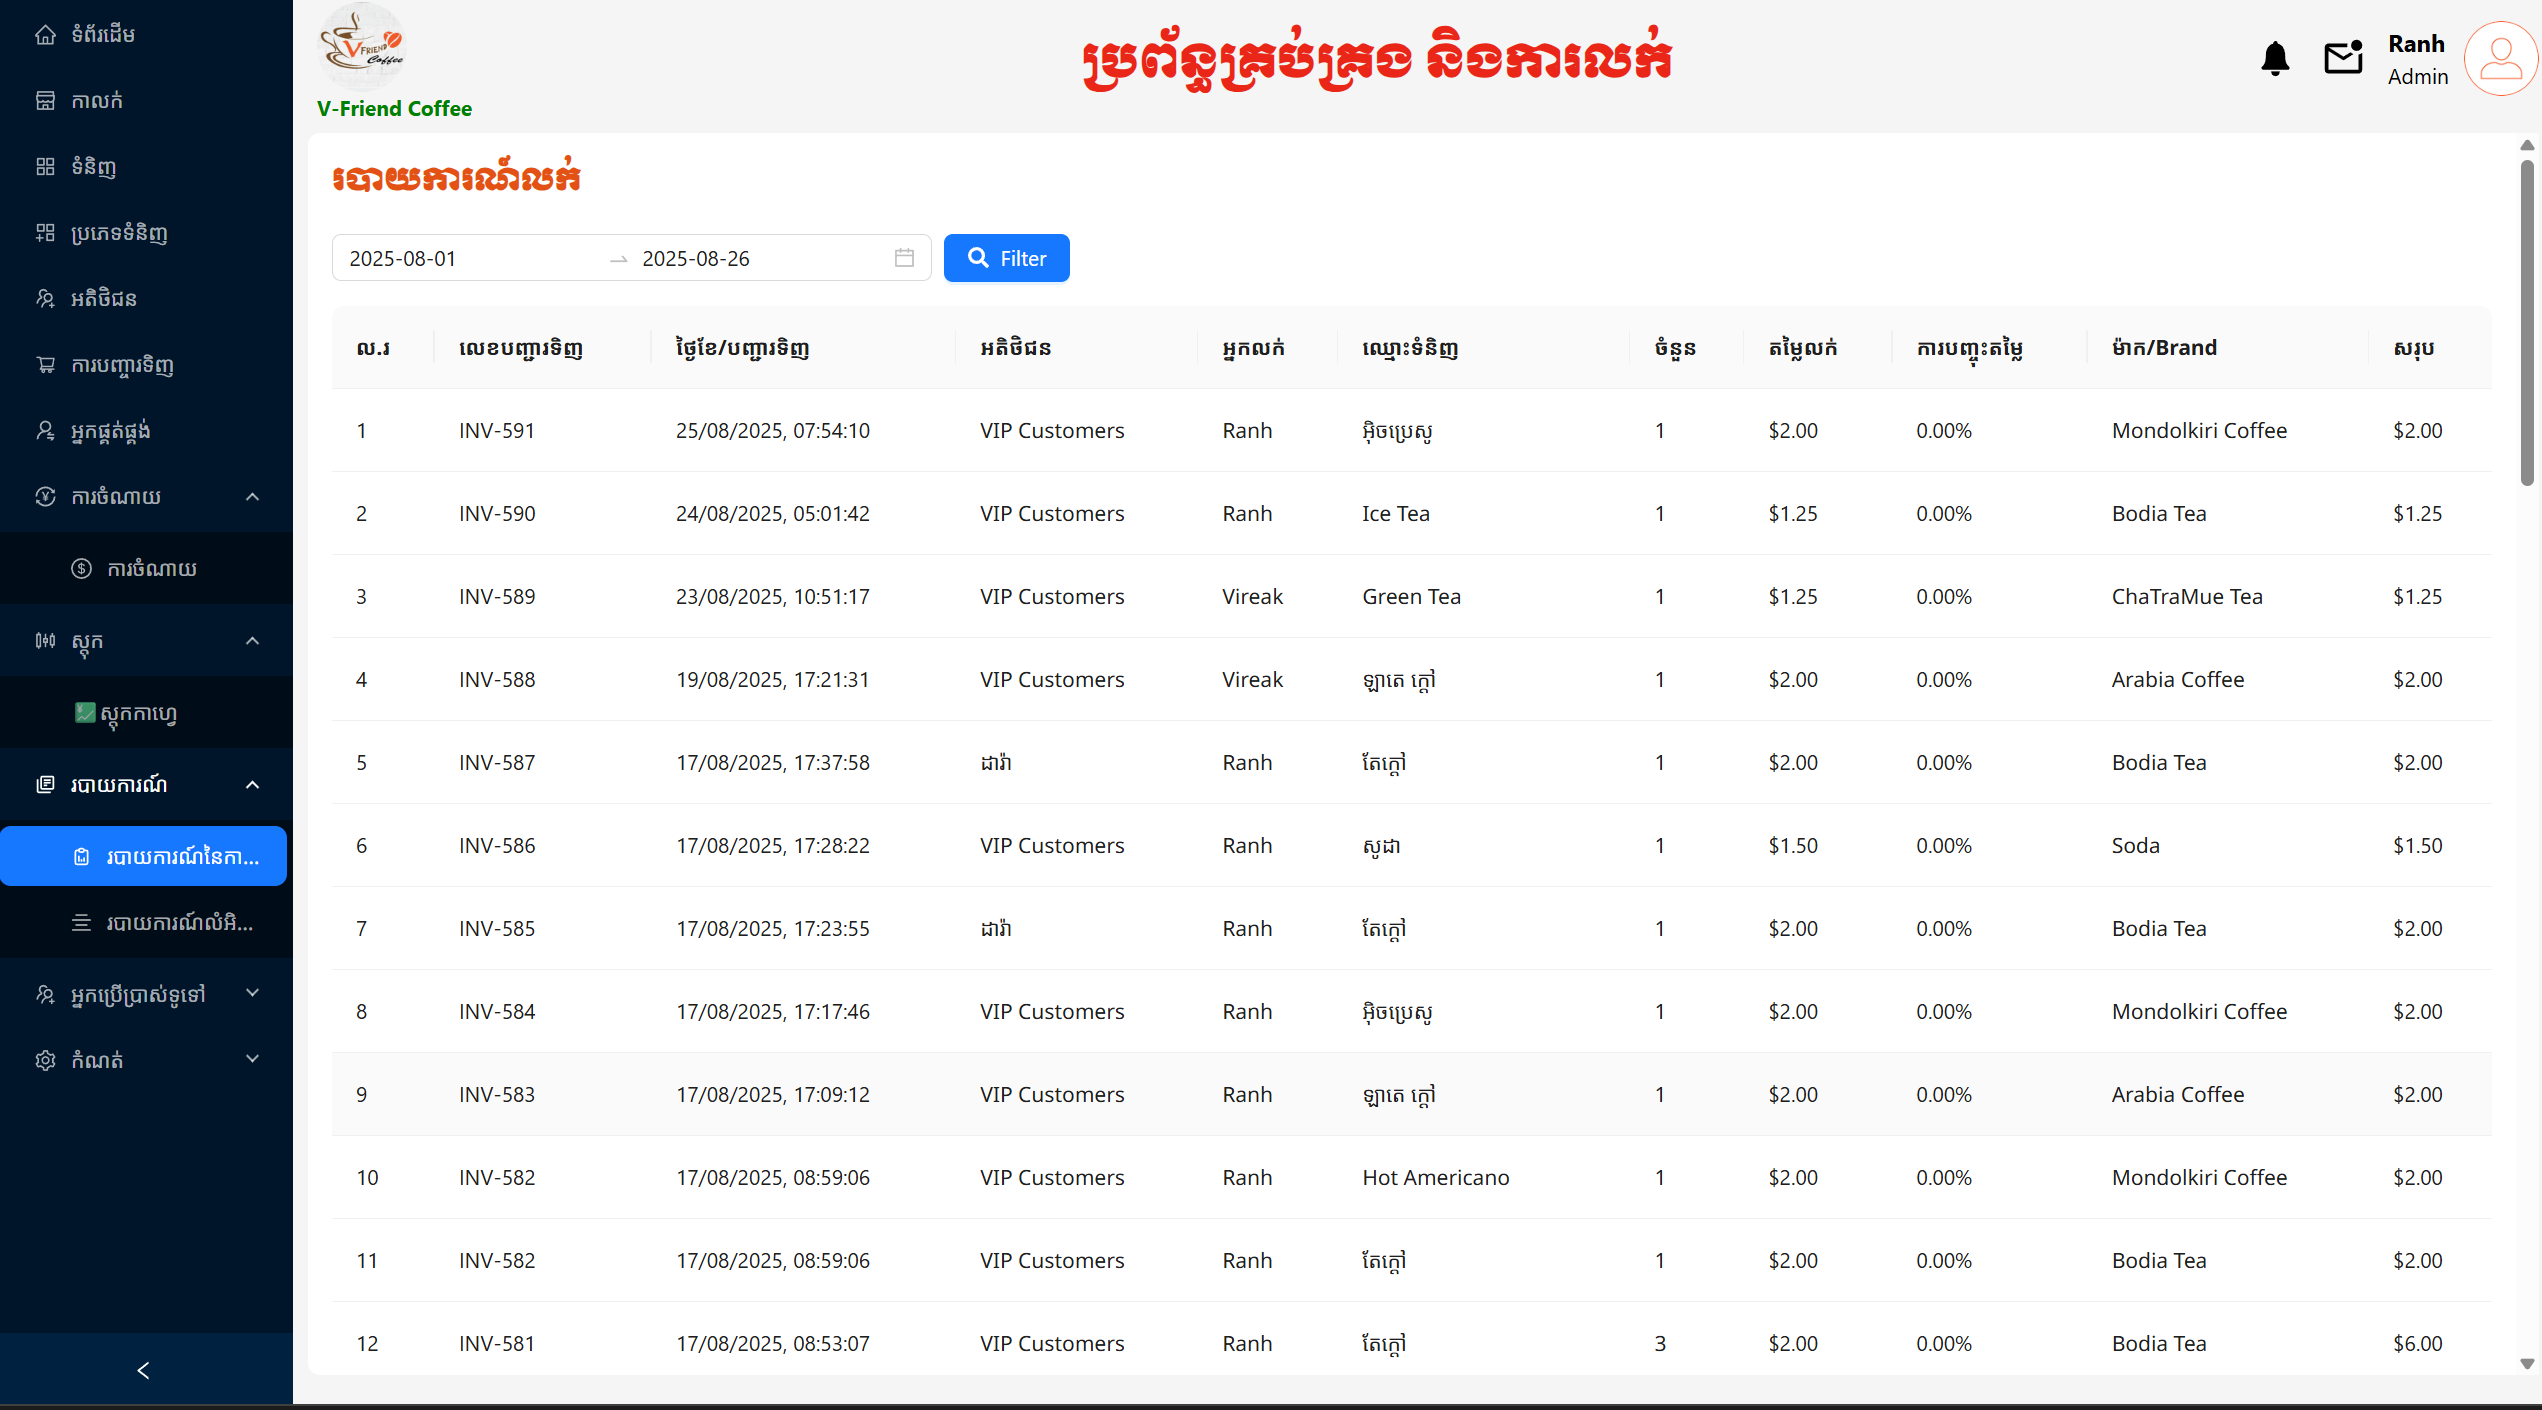 ទំព័រដើម
កាលក់
ទំនិញ
ប្រភេទទំនិញ
អតិថិជន
ការបញ្ចារទិញ
អ្នកផ្គត់ផ្គង់
ការចំណាយ
ការចំណាយ
ស្តុក
ស្តុកកាហ្វេ
របាយការណ៍
របាយការណ៍នៃកា...
របាយការណ៍លំអិ...
អ្នកប្រើប្រាស់ទូទៅ
កំណត់
V FRIEND Coffee
V-Friend Coffee
ប្រព័ន្ធគ្រប់គ្រង និងការលក់
Ranh
Admin
របាយការណ៍លក់
2025-08-01 → 2025-08-26 Filter
ល.រ លេខបញ្ជារទិញ ថ្ងៃខែ/បញ្ជារទិញ អតិថិជន អ្នកលក់ ឈ្មោះទំនិញ ចំនួន តម្លៃលក់ ការបញ្ចុះតម្លៃ ម៉ាក/Brand សរុប
1 INV-591 25/08/2025, 07:54:10 VIP Customers Ranh អ៊ិចប្រេសូ 1 $2.00 0.00% Mondolkiri Coffee $2.00
2 INV-590 24/08/2025, 05:01:42 VIP Customers Ranh Ice Tea 1 $1.25 0.00% Bodia Tea $1.25
3 INV-589 23/08/2025, 10:51:17 VIP Customers Vireak Green Tea 1 $1.25 0.00% ChaTraMue Tea $1.25
4 INV-588 19/08/2025, 17:21:31 VIP Customers Vireak ឡាតេ ក្តៅ 1 $2.00 0.00% Arabia Coffee $2.00
5 INV-587 17/08/2025, 17:37:58 ដារ៉ា Ranh តែក្តៅ 1 $2.00 0.00% Bodia Tea $2.00
6 INV-586 17/08/2025, 17:28:22 VIP Customers Ranh សូដា 1 $1.50 0.00% Soda $1.50
7 INV-585 17/08/2025, 17:23:55 ដារ៉ា Ranh តែក្តៅ 1 $2.00 0.00% Bodia Tea $2.00
8 INV-584 17/08/2025, 17:17:46 VIP Customers Ranh អ៊ិចប្រេសូ 1 $2.00 0.00% Mondolkiri Coffee $2.00
9 INV-583 17/08/2025, 17:09:12 VIP Customers Ranh ឡាតេ ក្តៅ 1 $2.00 0.00% Arabia Coffee $2.00
10 INV-582 17/08/2025, 08:59:06 VIP Customers Ranh Hot Americano 1 $2.00 0.00% Mondolkiri Coffee $2.00
11 INV-582 17/08/2025, 08:59:06 VIP Customers Ranh តែក្តៅ 1 $2.00 0.00% Bodia Tea $2.00
12 INV-581 17/08/2025, 08:53:07 VIP Customers Ranh តែក្តៅ 3 $2.00 0.00% Bodia Tea $6.00